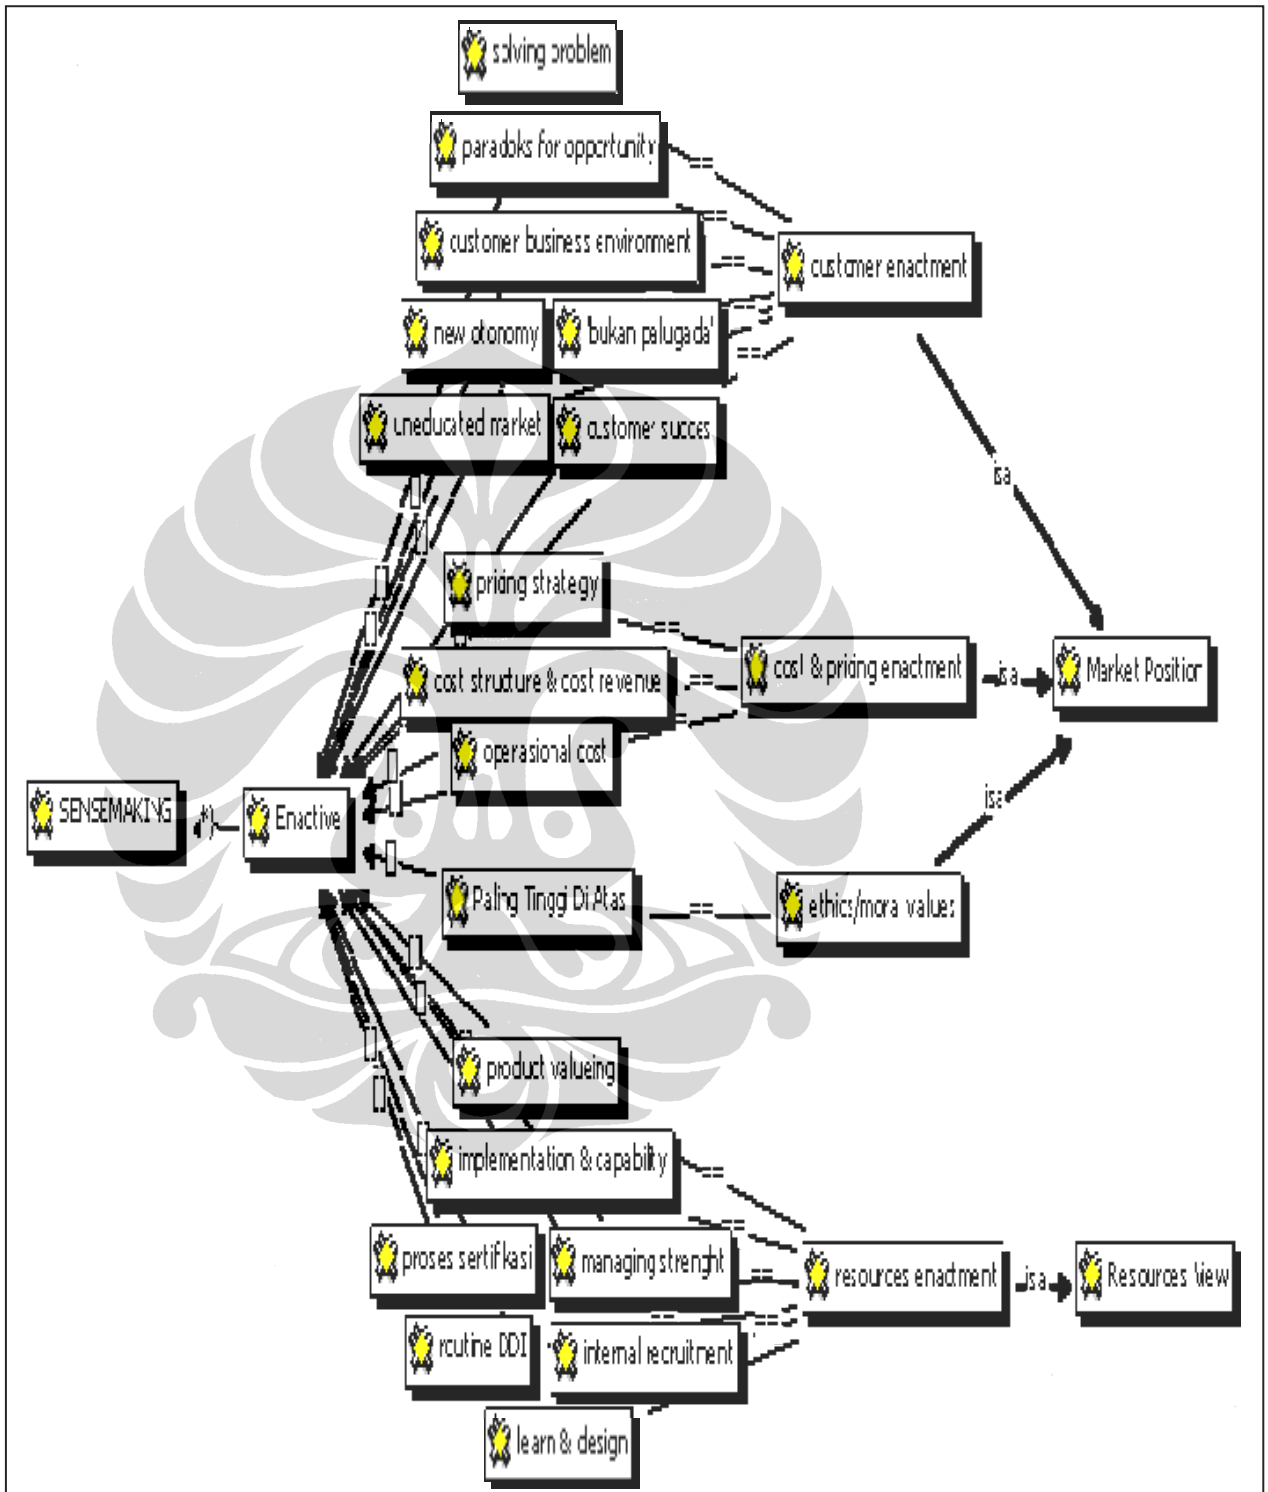 solving problem
paradoks for opportunity
==
==
customer business environment
==
customer enactment
new otonomy
'bukan palugada'
==
==
uneducated market
customer succes
isa
pricing strategy
==
cost structure & cost revenue
==
cost & pricing enactment
isa
Market Position
==
operasional cost
SENSEMAKING
Enactive
isa
Paling Tinggi Di Atas
==
ethics/moral values
product valueing
implementation & capability
==
==
proses sertifikasi
managing strenght
==
resources enactment
isa
Resources View
==
==
routine DDI
internal recruitment
learn & design